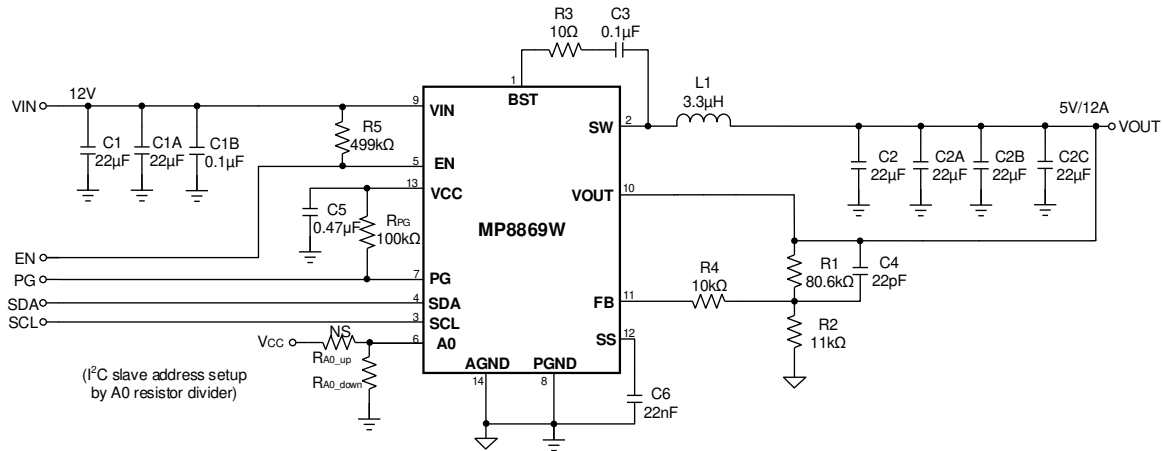 R3
10Ω
C3
0.1µF
1
BST
L1
3.3µH
12V
VIN
9
VIN
SW
2
5V/12A
VOUT
C1
22µF
C1A
22µF
C1B
0.1µF
R5
499kΩ
C2
22µF
C2A
22µF
C2B
22µF
C2C
22µF
5
EN
13
VCC
VOUT
10
C5
0.47µF
RPG
100kΩ
MP8869W
EN
PG
7
PG
R4
10kΩ
R1
80.6kΩ
C4
22pF
SDA
4
SDA
FB
11
SCL
3
SCL
R2
11kΩ
VCC
NS
6
A0
SS
12
RA0_up
RA0_down
AGND
PGND
14
8
(I²C slave address setup
by A0 resistor divider)
C6
22nF